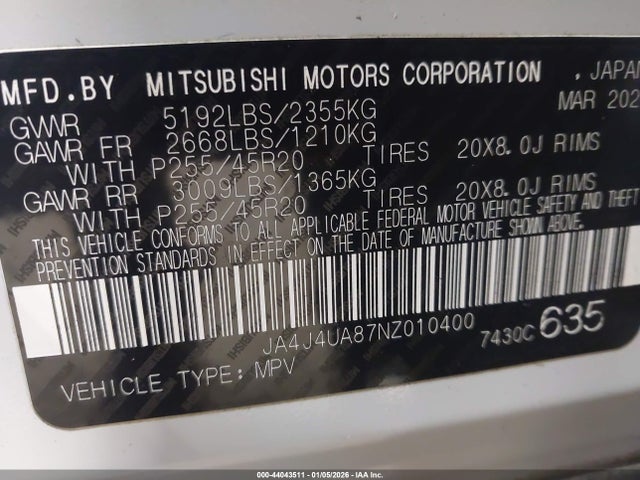 MFD.BY MITSUBISHI MOTORS CORPORATION . JAPAN
MAR 202
GVWR 5192LBS/2355KG
GAWR FR 2668LBS/1210KG
WITH P255/45R20 TIRES 20X8.0J RIMS
GAWR RR 3009LBS/1365KG
WITH P255/45R20 TIRES 20X8.0J RIMS
THIS VEHICLE CONFORMS TO ALL APPLICABLE FEDERAL MOTOR VEHICLE SAFETY AND THEFT
PREVENTION STANDARDS IN EFFECT ON THE DATE OF MANUFACTURE SHOWN ABOVE.
JA4J4UA87NZ010400 7430C 635
VEHICLE TYPE: MPV
000-44043511 - 01/05/2026 - IAA Inc.